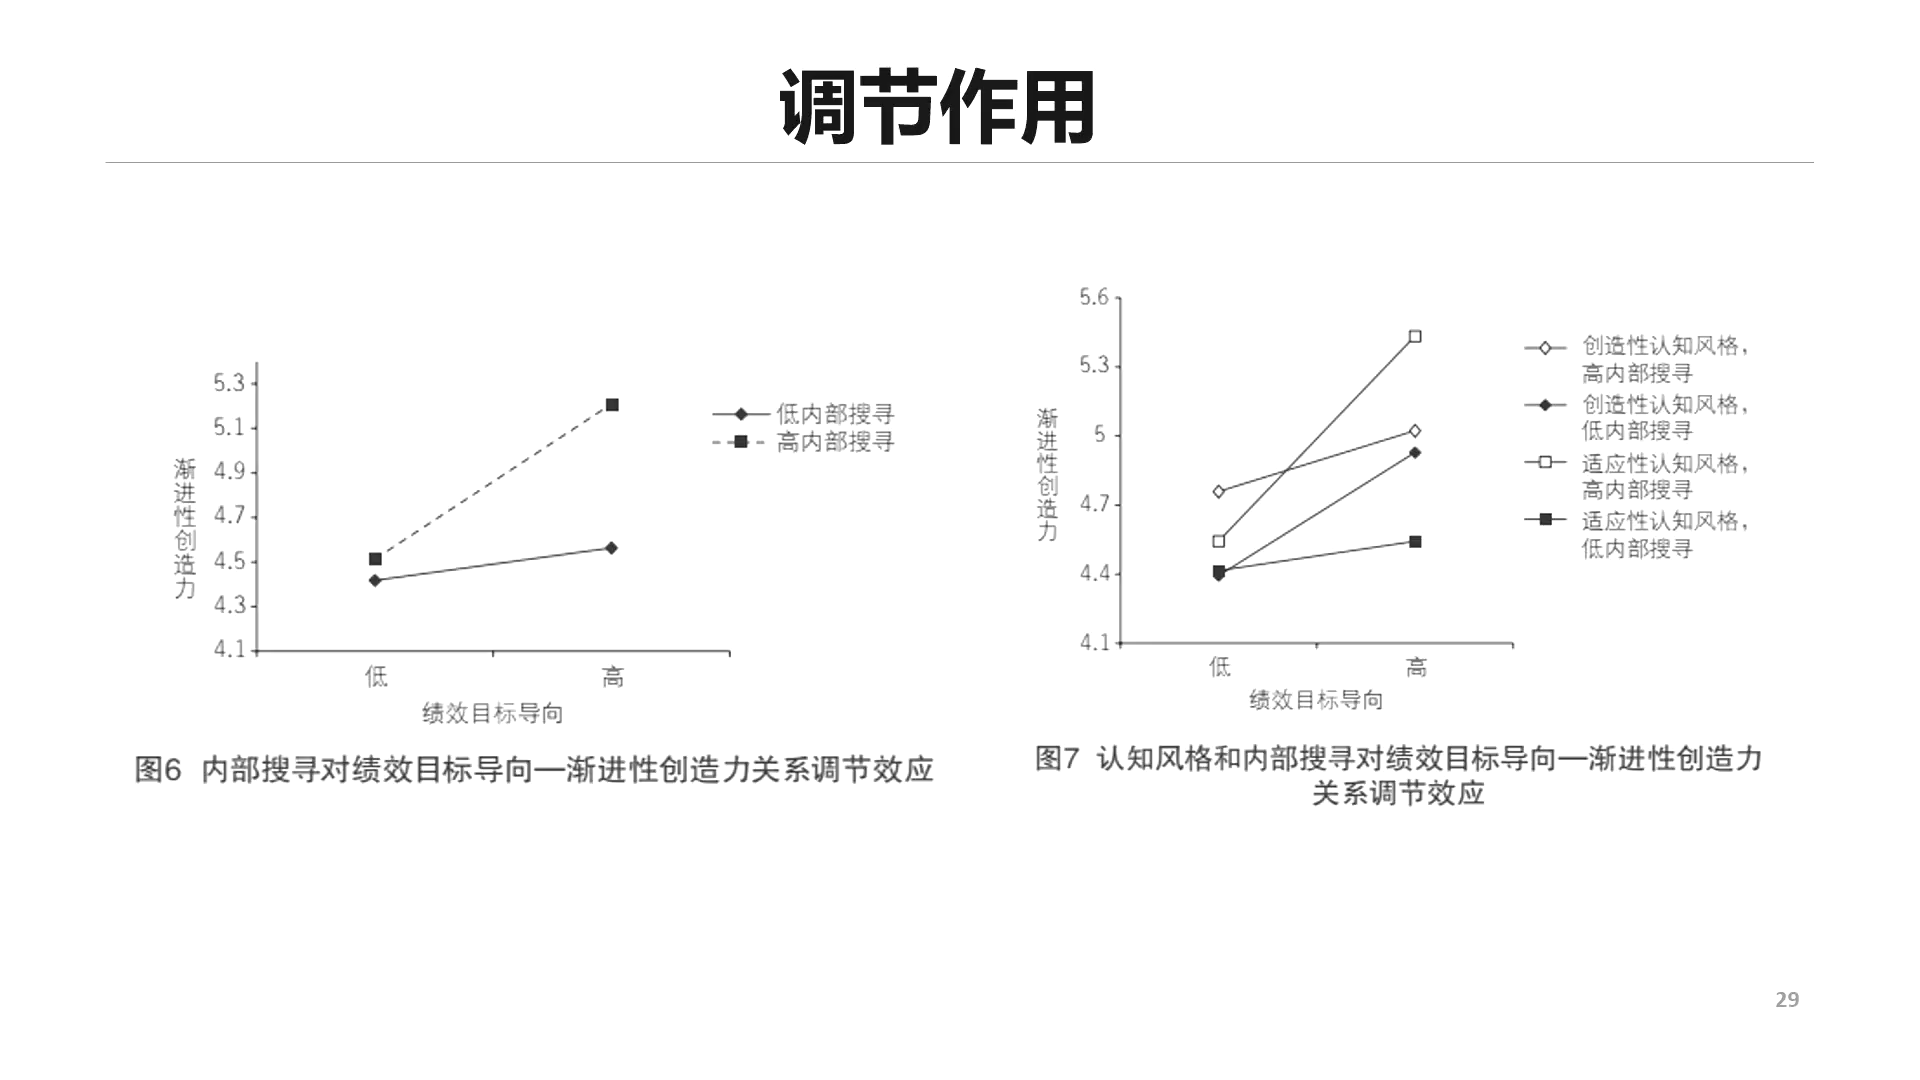 调节作用
5.3
5.1
4.9
4.7
4.5
4.3
4.1
渐进性创造力
低
高
绩效目标导向
低内部搜寻
高内部搜寻
图6 内部搜寻对绩效目标导向—渐进性创造力关系调节效应
5.6
5.3
5
4.7
4.4
4.1
渐进性创造力
低
高
绩效目标导向
创造性认知风格，
高内部搜寻
创造性认知风格，
低内部搜寻
适应性认知风格，
高内部搜寻
适应性认知风格，
低内部搜寻
图7 认知风格和内部搜寻对绩效目标导向—渐进性创造力
关系调节效应
29